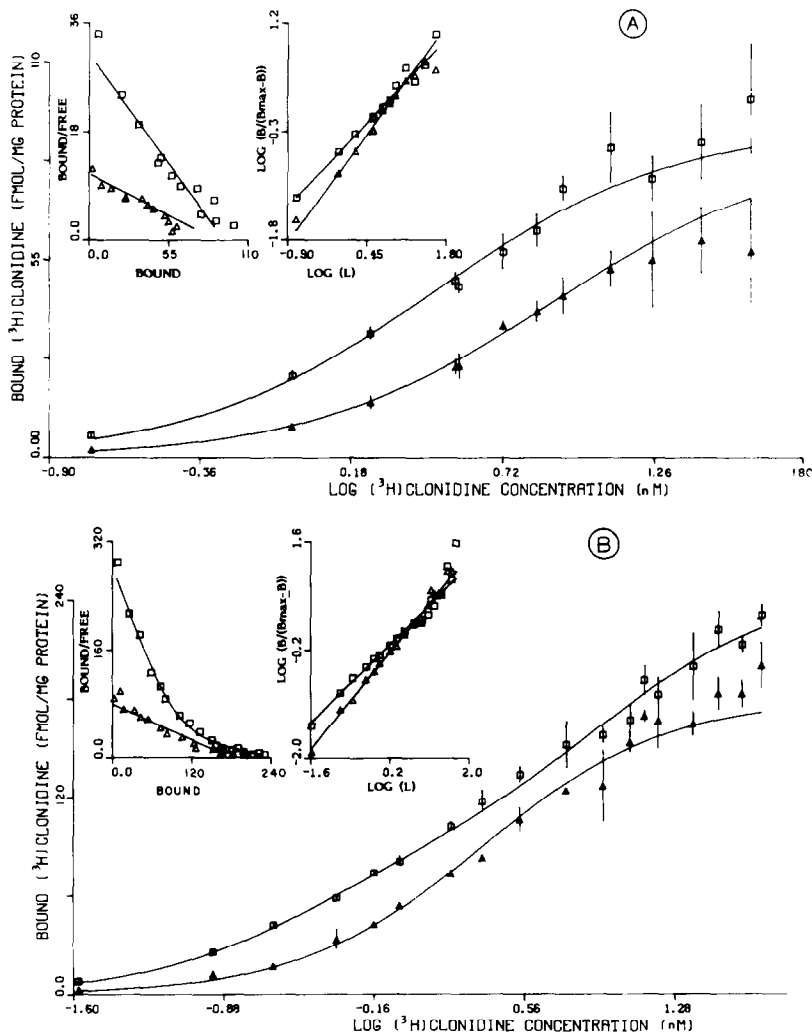 A
36
18
0.0
BOUND/FREE
0.0
55
110
BOUND
1.2
-0.3
-1.8
LOG (B/(Bmax-B))
-0.90
0.45
1.80
LOG (L)
110
55
0.00
BOUND (³H)CLONIDINE (FMOL/MG PROTEIN)
-0.90
-0.36
0.18
0.72
1.26
180
LOG (³H)CLONIDINE CONCENTRATION (nM)
B
320
160
0.0
BOUND/FREE
0.0
120
240
BOUND
1.6
-0.2
-2.0
LOG (B/(Bmax-B))
-1.6
0.2
2.0
LOG (L)
240
120
0.0
BOUND (³H)CLONIDINE (FMOL/MG PROTEIN)
-1.60
-0.88
-0.16
0.56
1.28
LOG (³H)CLONIDINE CONCENTRATION (nM)